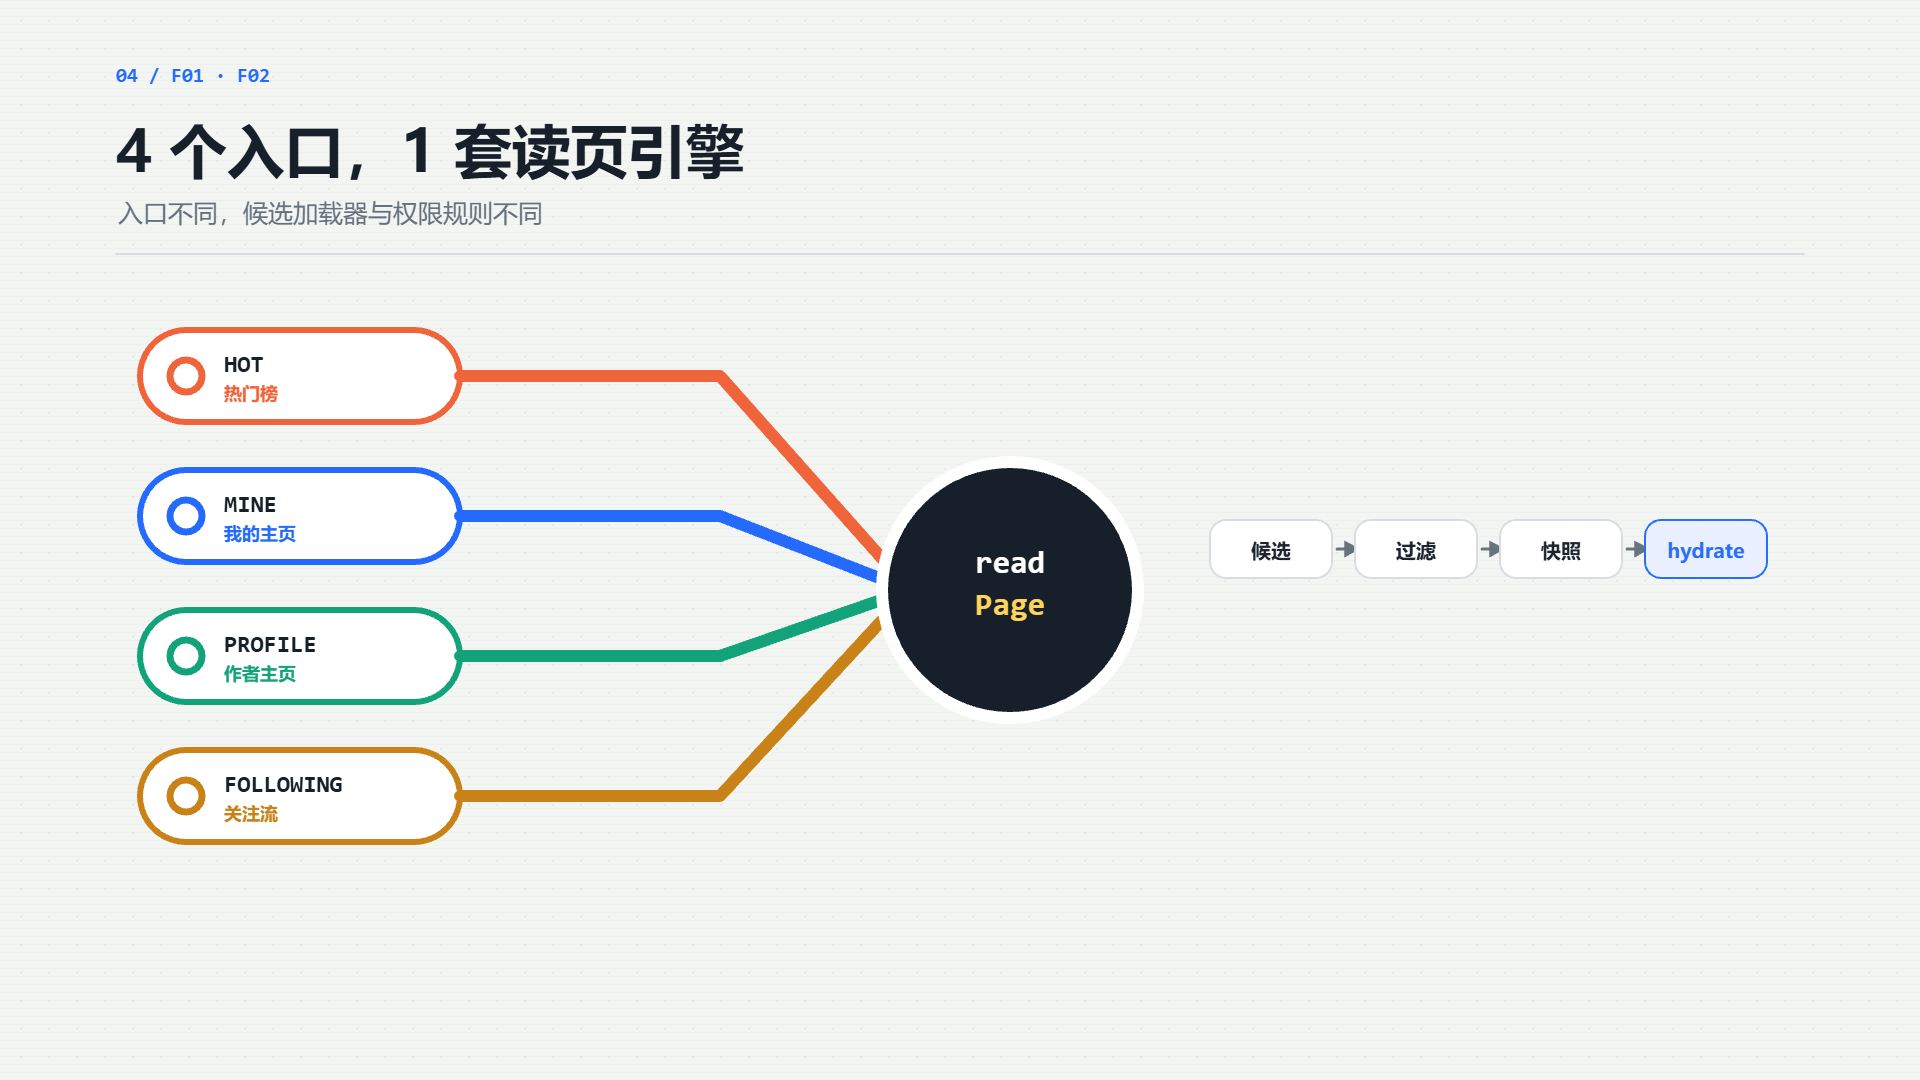 04 / F01 · F02
4 个入口，1 套读页引擎
入口不同，候选加载器与权限规则不同
HOT
热门榜
MINE
我的主页
PROFILE
作者主页
FOLLOWING
关注流
read
Page
候选
过滤
快照
hydrate